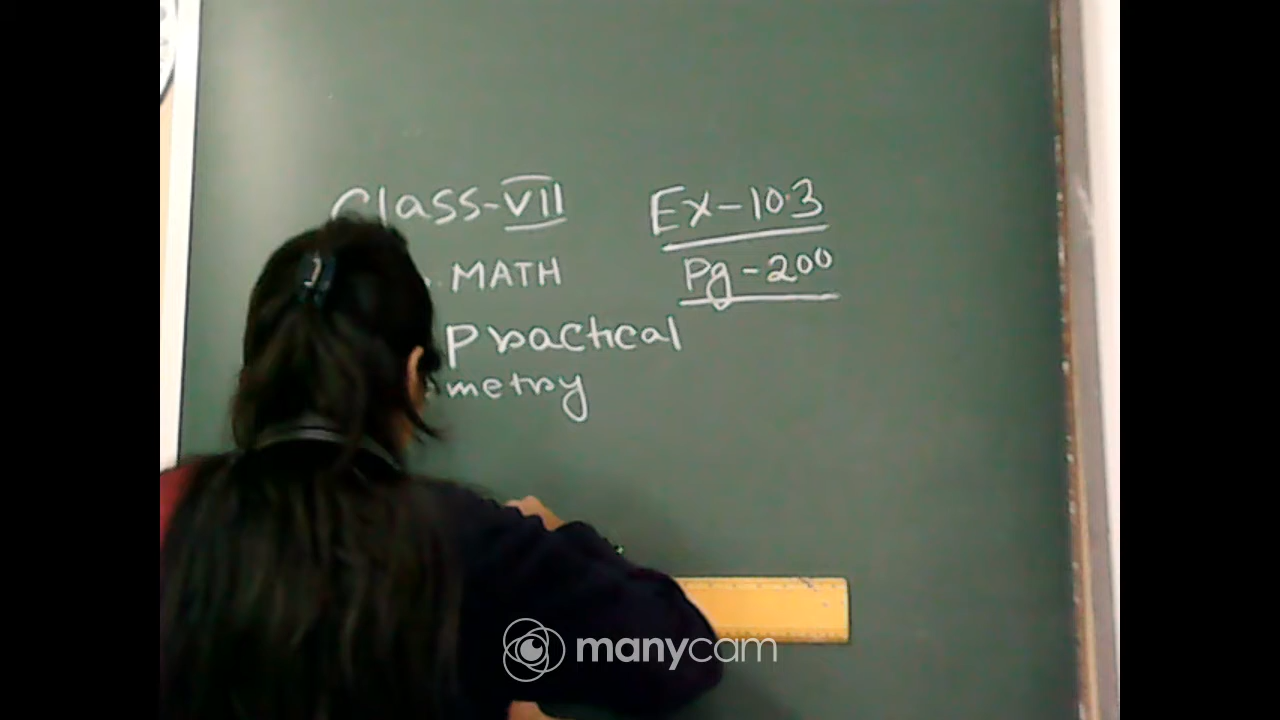 Class-VII
MATH
Practical
metry
Ex-10.3
Pg-200
manycam